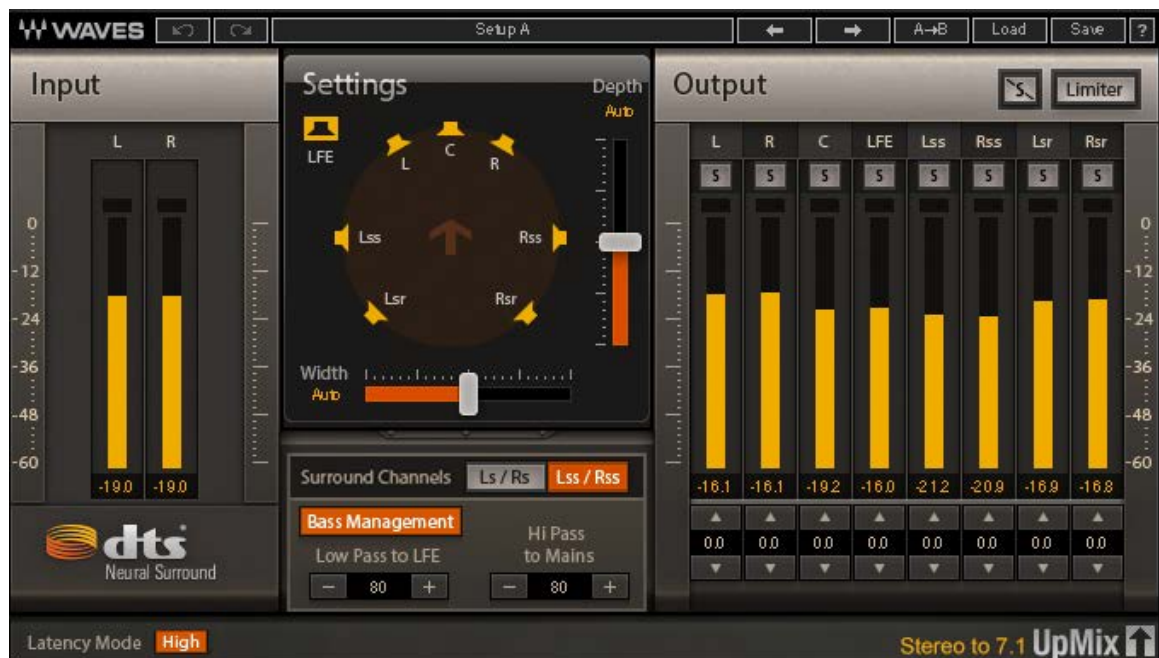 WAVES Setup A A→B Load Save ?
Input
Settings
Depth
Auto
Output
S
Limiter
LFE
L C R
Lss Rss
Lsr Rsr
Width
Auto
L R
0
-12
-24
-36
-48
-60
-19.0 -19.0
L R C LFE Lss Rss Lsr Rsr
S S S S S S S S
0
-12
-24
-36
-48
-60
-16.1 -16.1 -19.2 -16.0 -21.2 -20.9 -16.9 -16.8
0.0 0.0 0.0 0.0 0.0 0.0 0.0 0.0
Surround Channels Ls / Rs Lss / Rss
Bass Management
Low Pass to LFE
80
Hi Pass
to Mains
80
dts
Neural Surround
Latency Mode High
Stereo to 7.1 UpMix